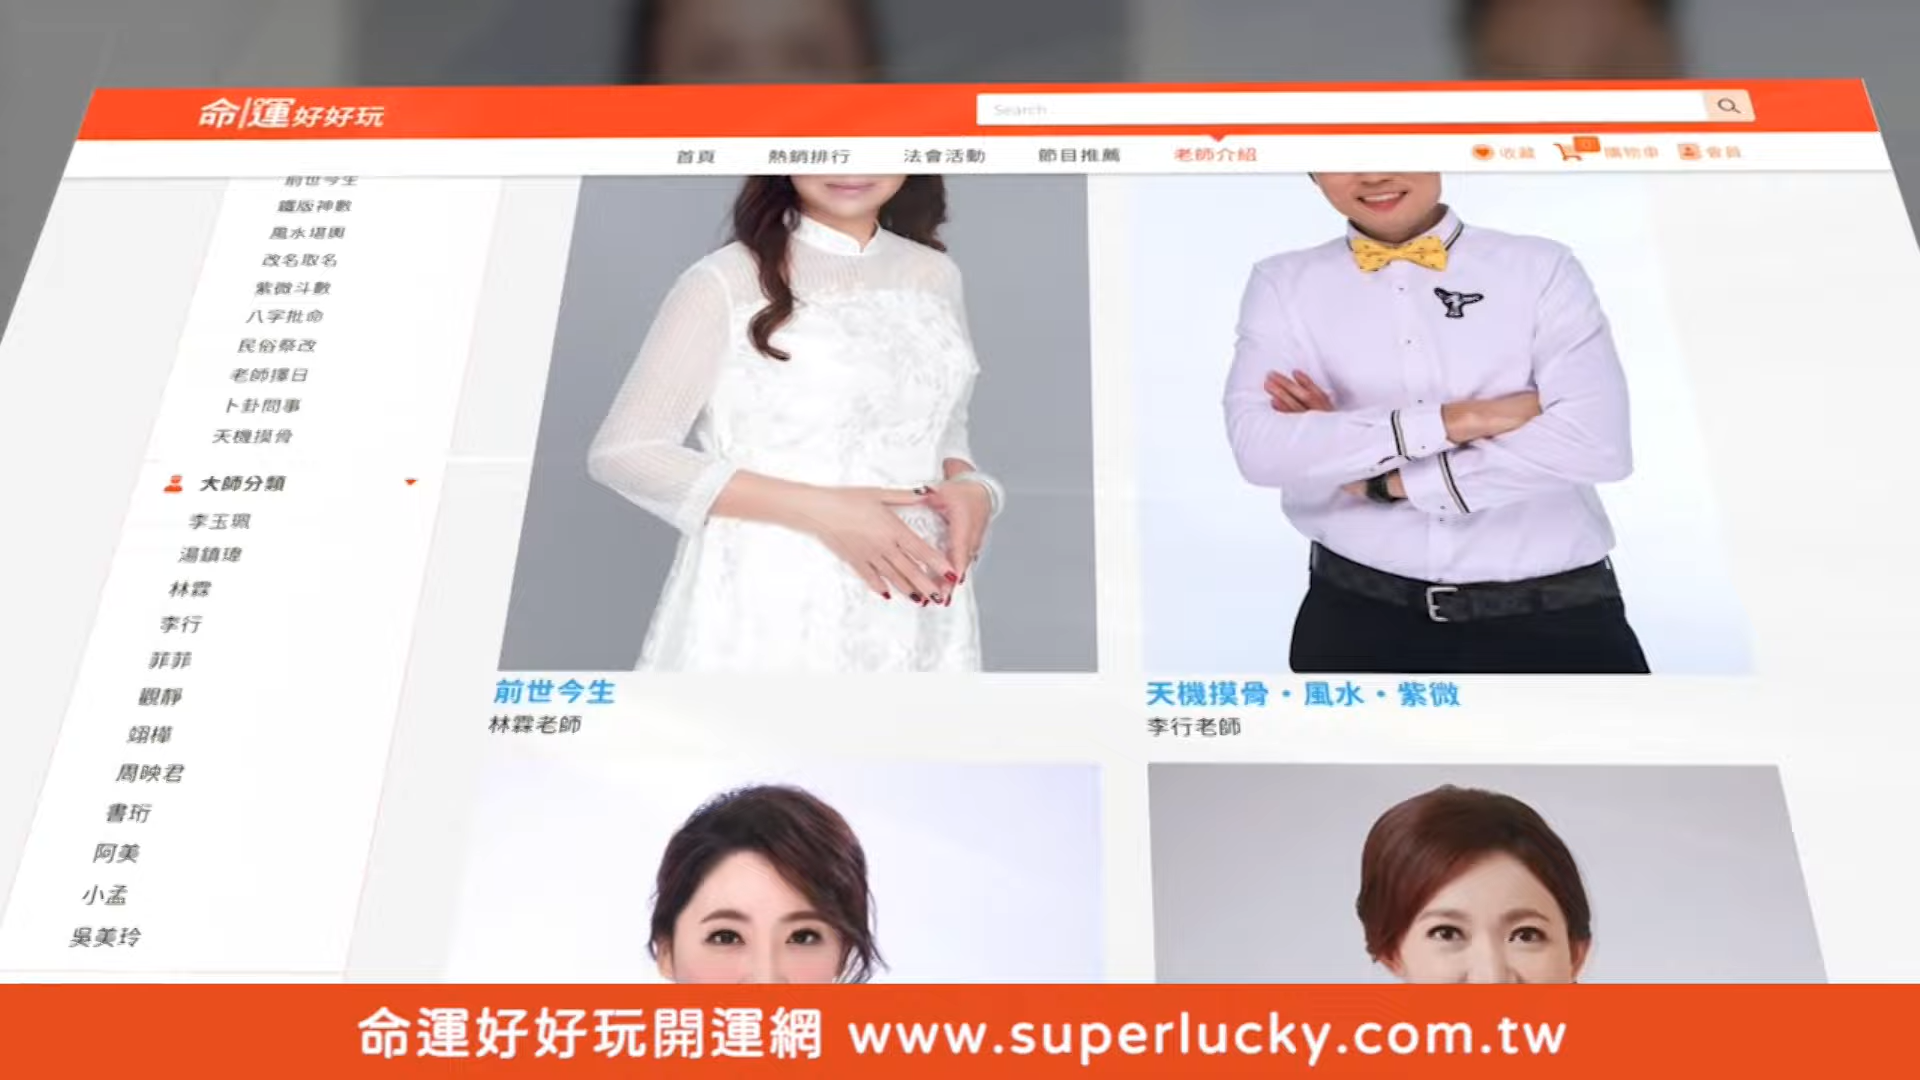 命運好好玩
Search
首頁 熱銷排行 法會活動 節目推薦 老師介紹
收藏 0 購物車 會員
前世今生
鐵版神數
風水堪輿
改名取名
紫微斗數
八字批命
民俗祭改
老師擇日
卜卦問事
天機摸骨
大師分類
李玉珮
湯鎮瑋
林霖
李行
菲菲
觀靜
翊樺
周映君
書珩
阿美
小孟
吳美玲
前世今生
林霖老師
天機摸骨・風水・紫微
李行老師
命運好好玩開運網 www.superlucky.com.tw